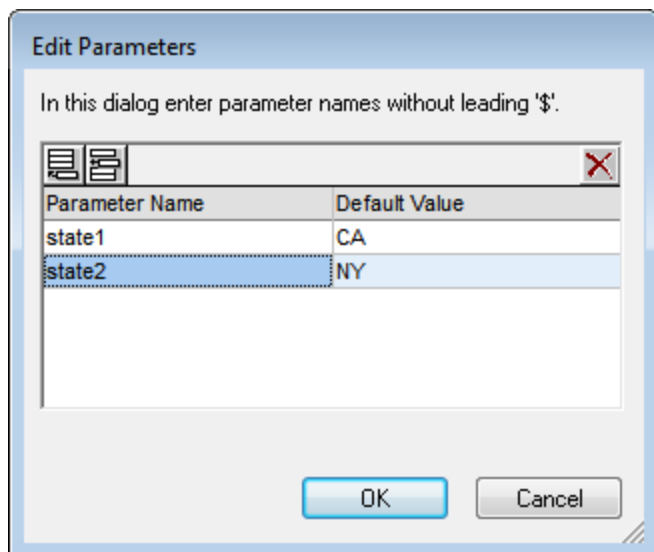 Edit Parameters
In this dialog enter parameter names without leading '$'.
Parameter Name Default Value
state1 CA
state2 NY
OK Cancel